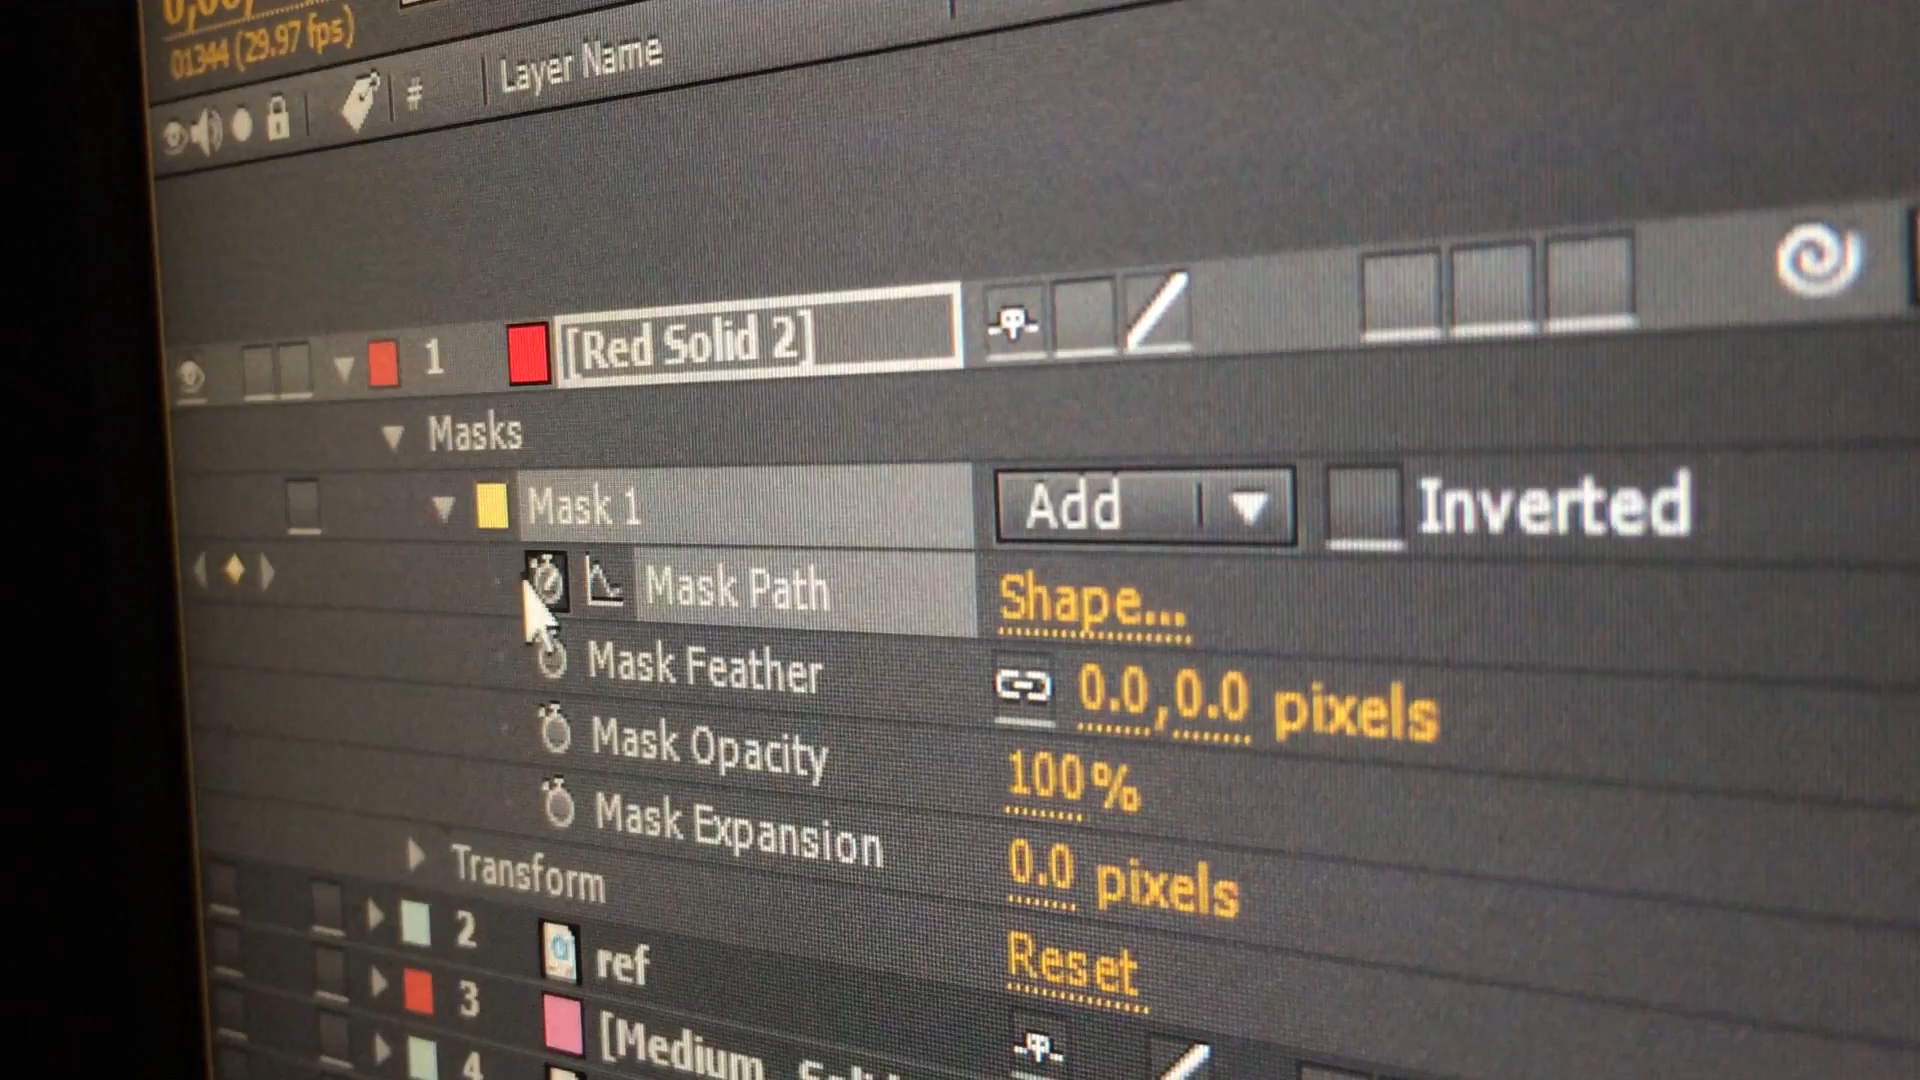 01344 (29.97 fps)
# Layer Name
1 [Red Solid 2]
Masks
Mask 1 Add Inverted
Mask Path Shape...
Mask Feather 0.0,0.0 pixels
Mask Opacity 100%
Mask Expansion 0.0 pixels
Transform Reset
2 ref
3 [Medium
4